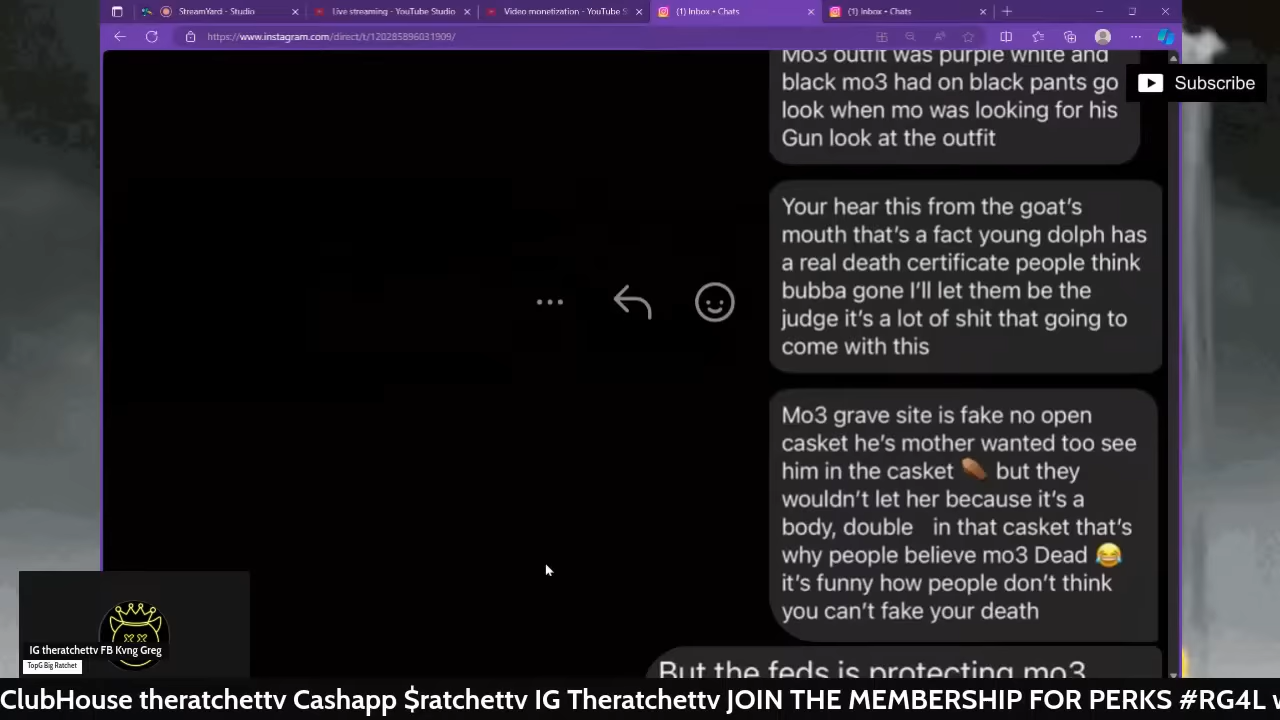 StreamYard - Studio
Live streaming - YouTube Studio
Video monetization - YouTube S
(1) Inbox • Chats
(1) Inbox • Chats
https://www.instagram.com/direct/t/120285896031909/
Subscribe
Mo3 outfit was purple white and
black mo3 had on black pants go
look when mo was looking for his
Gun look at the outfit
Your hear this from the goat's
mouth that's a fact young dolph has
a real death certificate people think
bubba gone I'll let them be the
judge it's a lot of shit that going to
come with this
Mo3 grave site is fake no open
casket he's mother wanted too see
him in the casket ⚰️ but they
wouldn't let her because it's a
body, double in that casket that's
why people believe mo3 Dead 😂
it's funny how people don't think
you can't fake your death
But the feds is protecting mo3
IG theratchettv FB Kvng Greg
TopG Big Ratchet
ClubHouse theratchettv Cashapp $ratchettv IG Theratchettv JOIN THE MEMBERSHIP FOR PERKS #RG4L